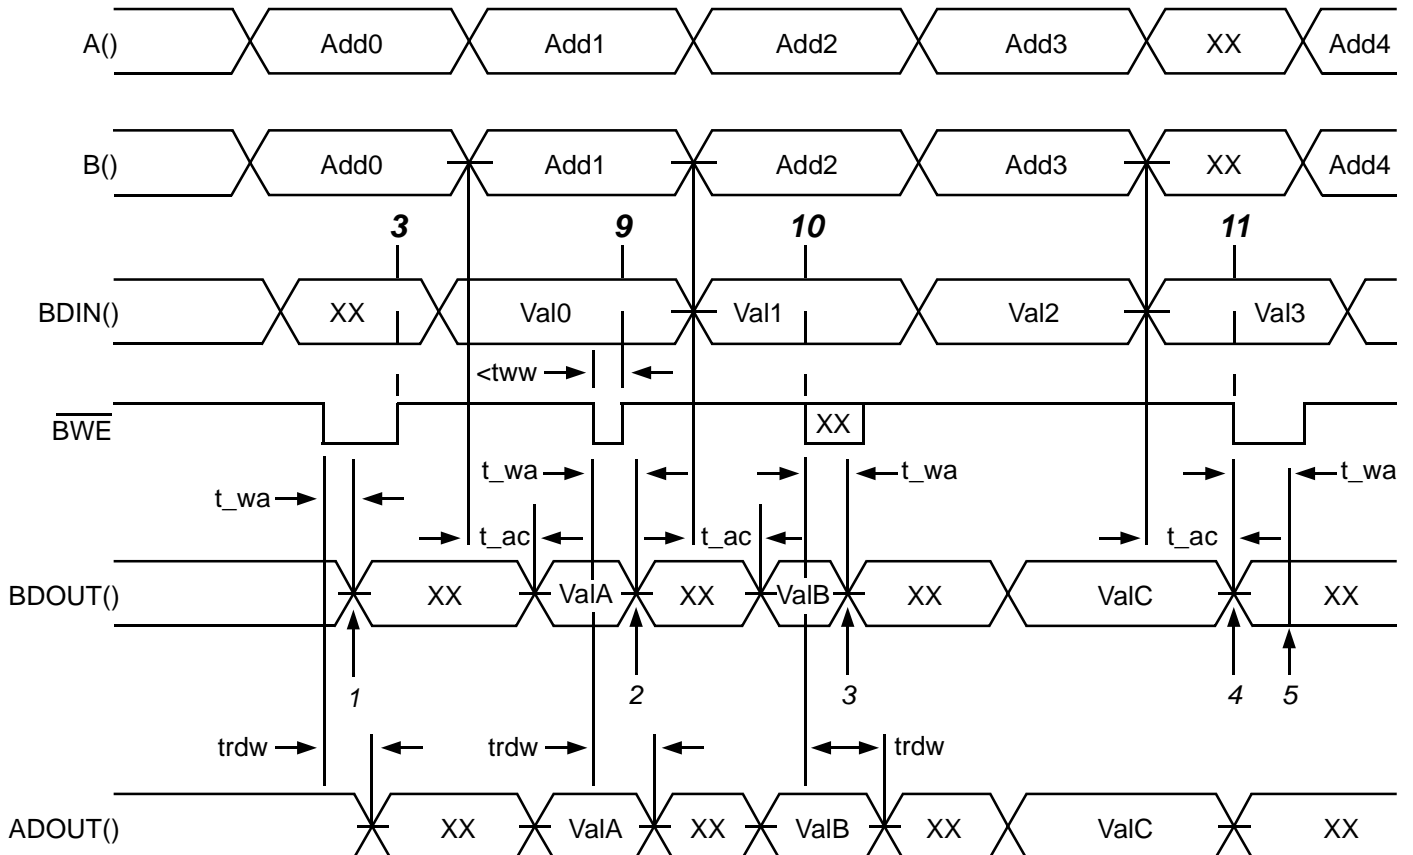 A() Add0 Add1 Add2 Add3 XX Add4
B() Add0 Add1 Add2 Add3 XX Add4
3 9 10 11
BDIN() XX Val0 Val1 Val2 Val3
<tww
BWE XX
t_wa t_wa t_wa
t_wa
t_ac t_ac t_ac
BDOUT() XX ValA XX ValB XX ValC XX
1 2 3 4 5
trdw trdw trdw
ADOUT() XX ValA XX ValB XX ValC XX